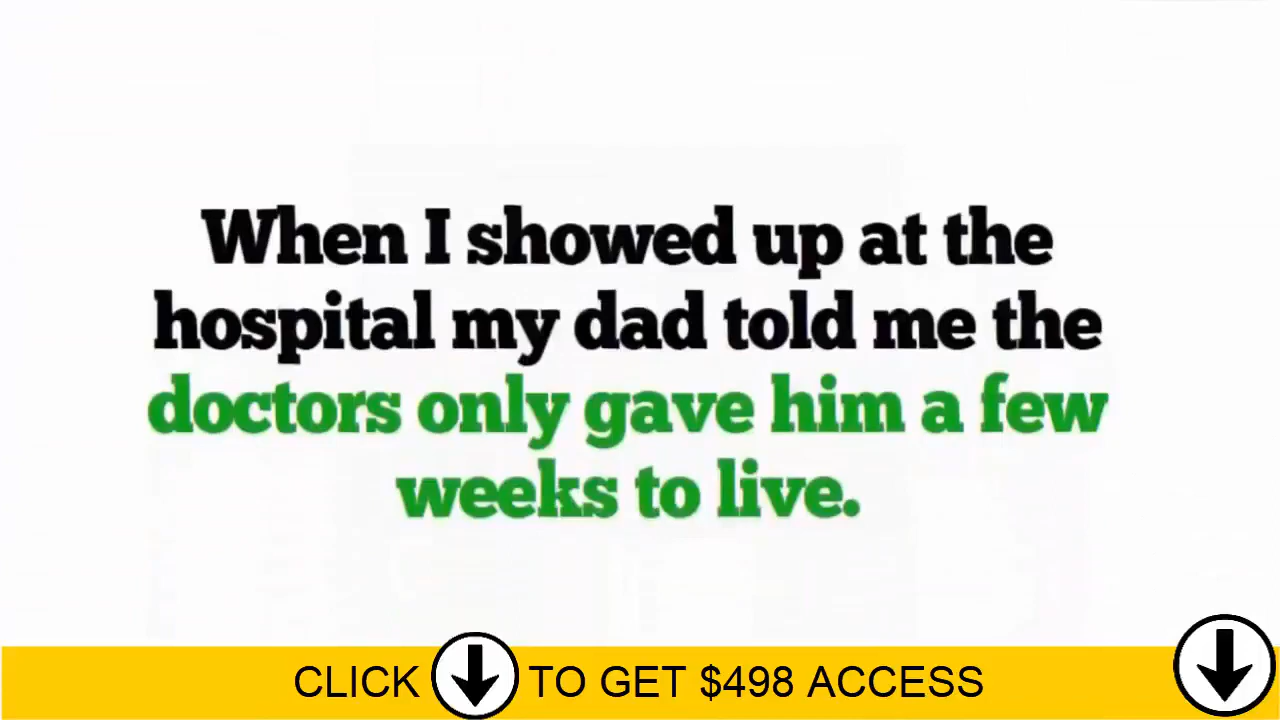 When I showed up at the
hospital my dad told me the
doctors only gave him a few
weeks to live.
CLICK TO GET $498 ACCESS